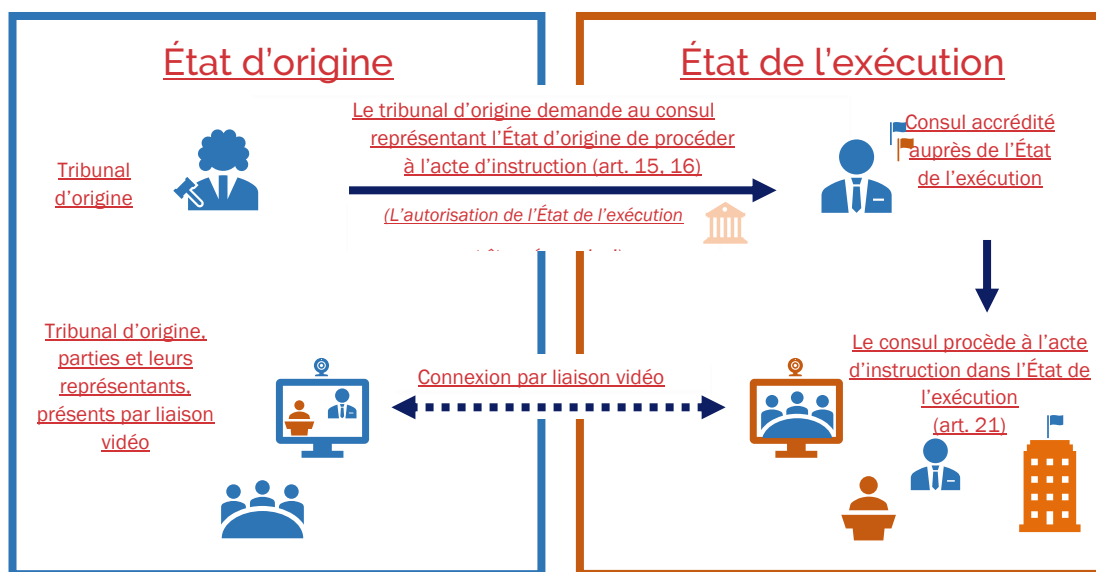 État d'origine
État de l'exécution
Le tribunal d'origine demande au consul
représentant l'État d'origine de procéder
à l'acte d'instruction (art. 15, 16)
Tribunal
d'origine
Consul accrédité
auprès de l'État
de l'exécution
(L'autorisation de l'État de l'exécution
Tribunal d'origine,
parties et leurs
représentants,
présents par liaison
vidéo
Connexion par liaison vidéo
Le consul procède à l'acte
d'instruction dans l'État de
l'exécution
(art. 21)